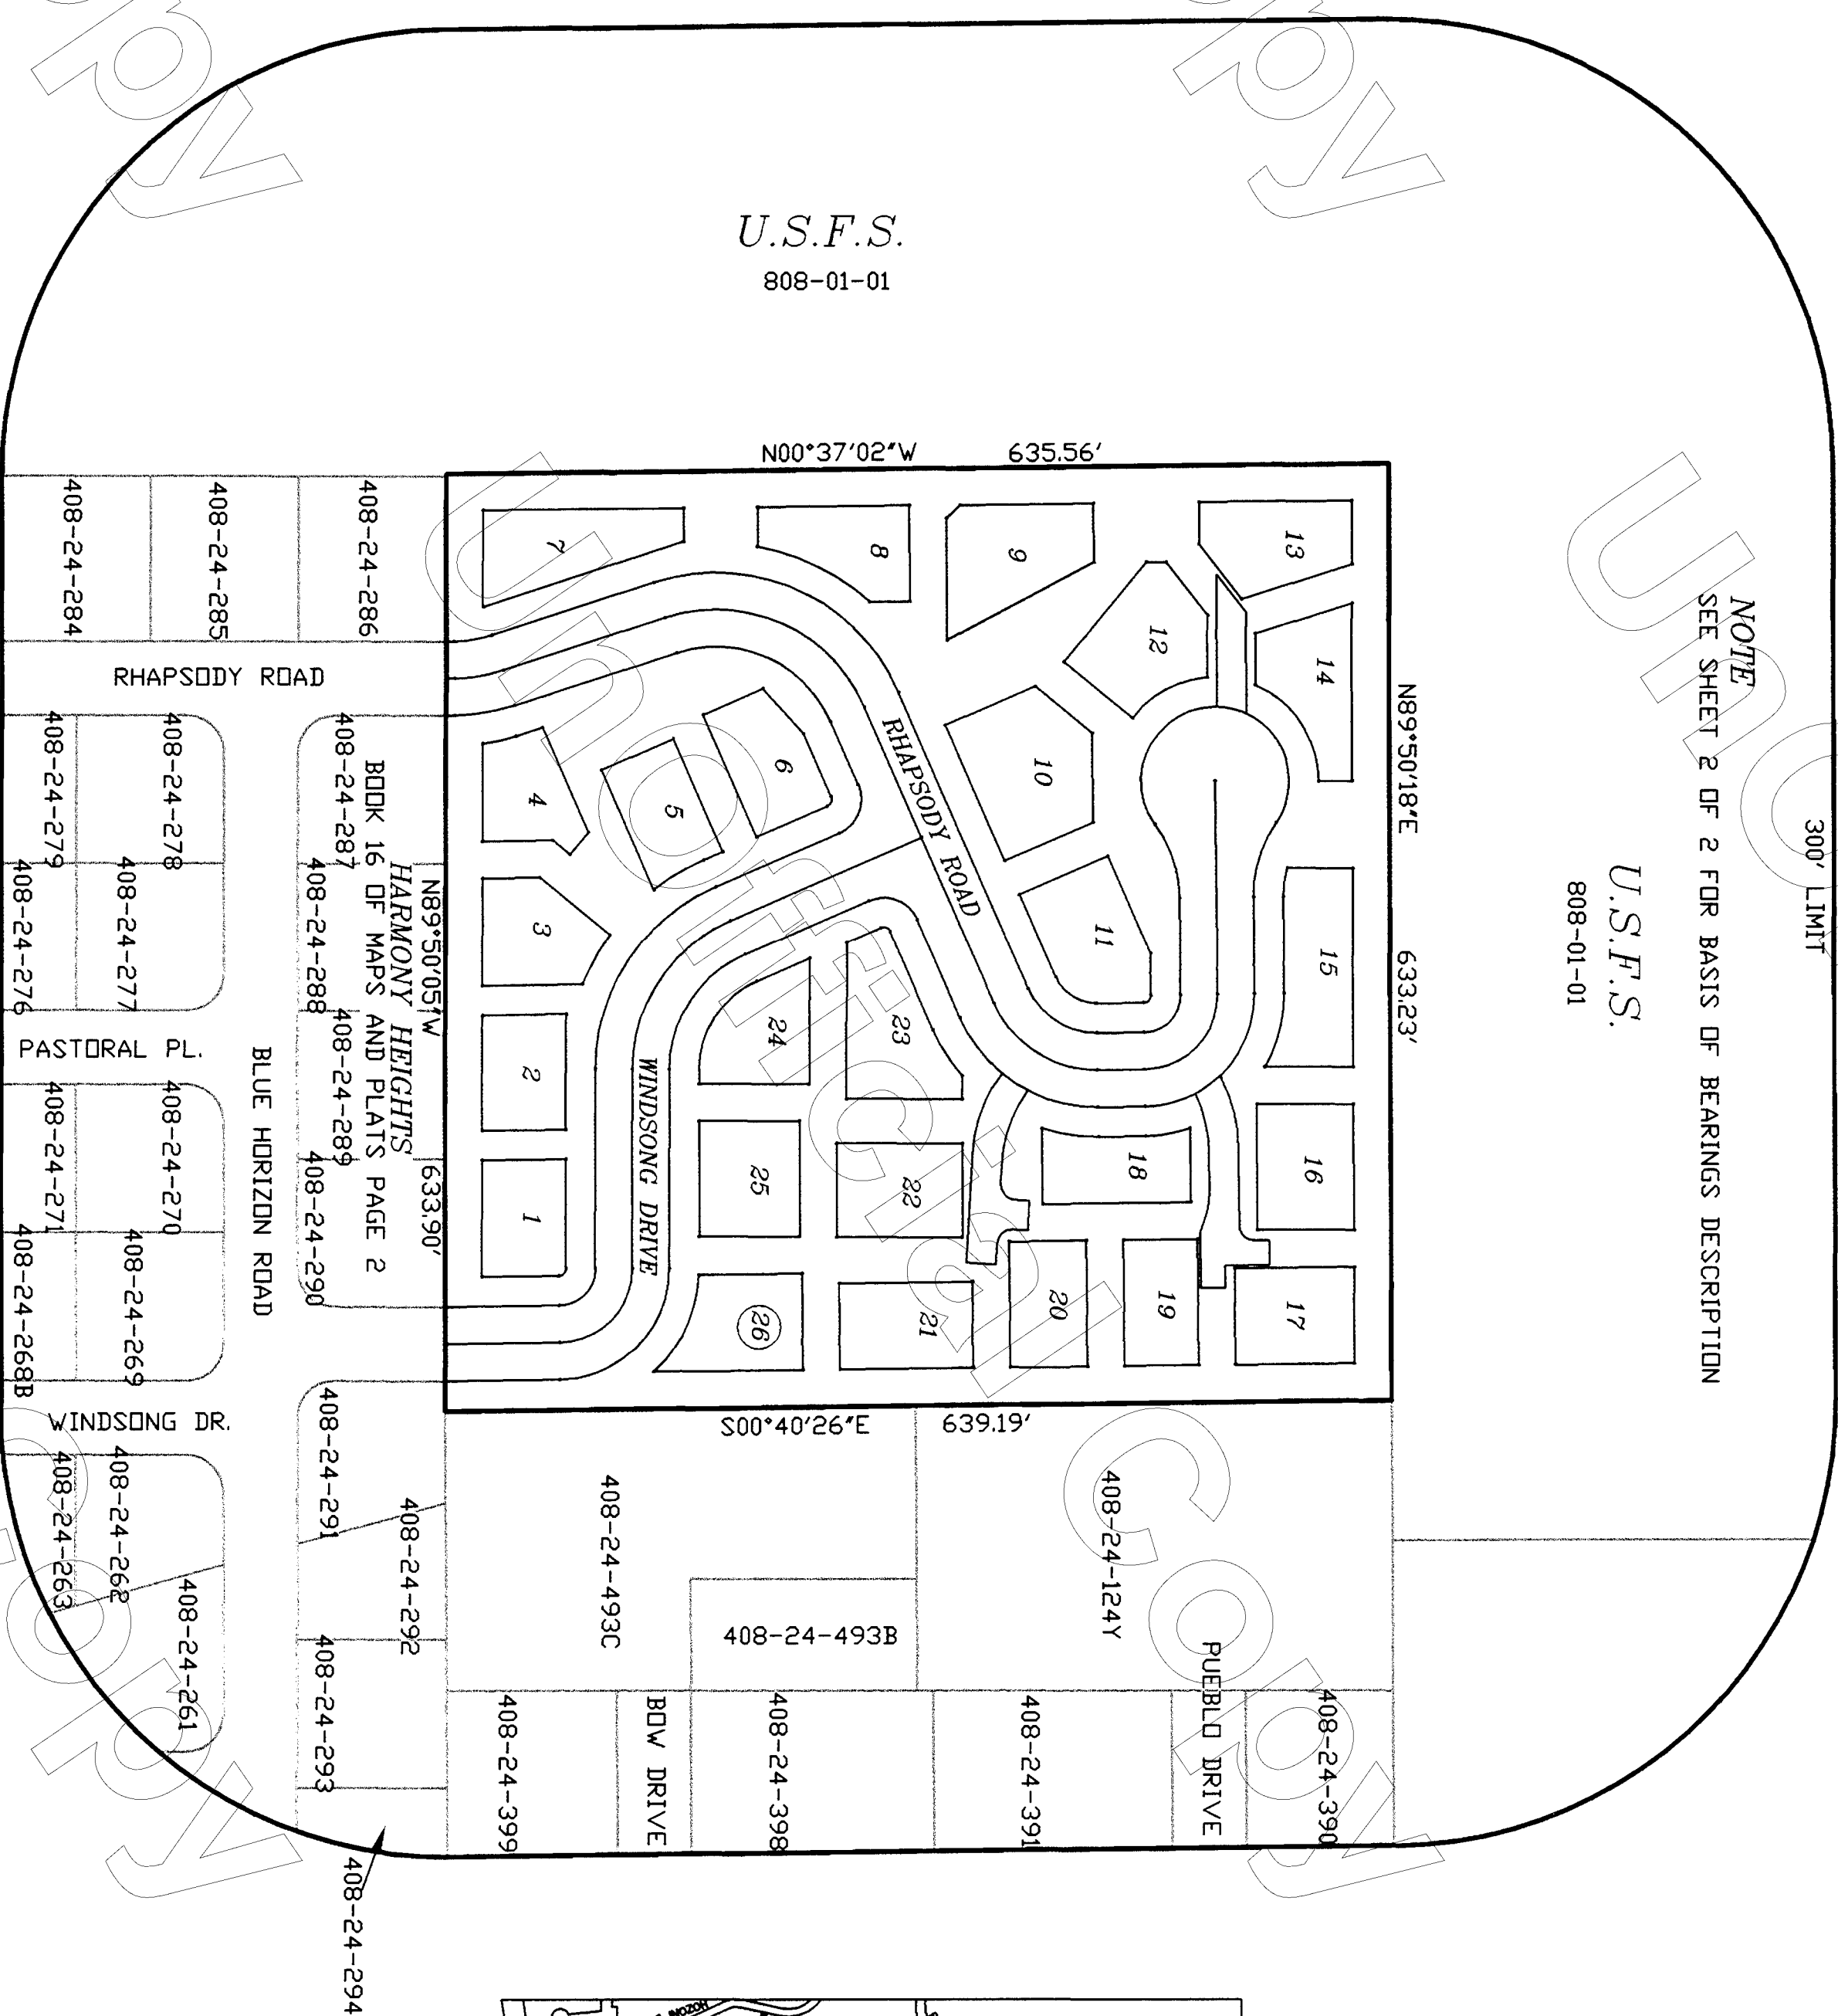 U.S.F.S.
808-01-01
N00°37'02"W 635.56'
NOTE
SEE SHEET 2 OF 2 FOR BASIS OF BEARINGS DESCRIPTION
300' LIMIT
U.S.F.S.
808-01-01
N89°50'18"E 633.23'
13
14
15
16
17
12
9
8
7
10
11
18
19
20
6
5
4
3
2
1
23
24
22
25
21
26
RHAPSODY ROAD
WINDSONG DRIVE
N89°50'05"W 633.90'
HARMONY HEIGHTS
BOOK 16 OF MAPS AND PLATS PAGE 2
S00°40'26"E 639.19'
408-24-286
408-24-285
408-24-284
RHAPSODY ROAD
408-24-287
408-24-288
408-24-289
408-24-290
408-24-278
408-24-279
408-24-277
408-24-276
PASTORAL PL.
BLUE HORIZON ROAD
408-24-270
408-24-271
408-24-269
408-24-268B
WINDSONG DR.
408-24-291
408-24-292
408-24-293
408-24-262
408-24-263
408-24-261
408-24-294
408-24-493C
408-24-493B
408-24-124Y
408-24-399
BOW DRIVE
408-24-398
408-24-391
PUEBLO DRIVE
408-24-390
Unofficial Copy
HOZONI